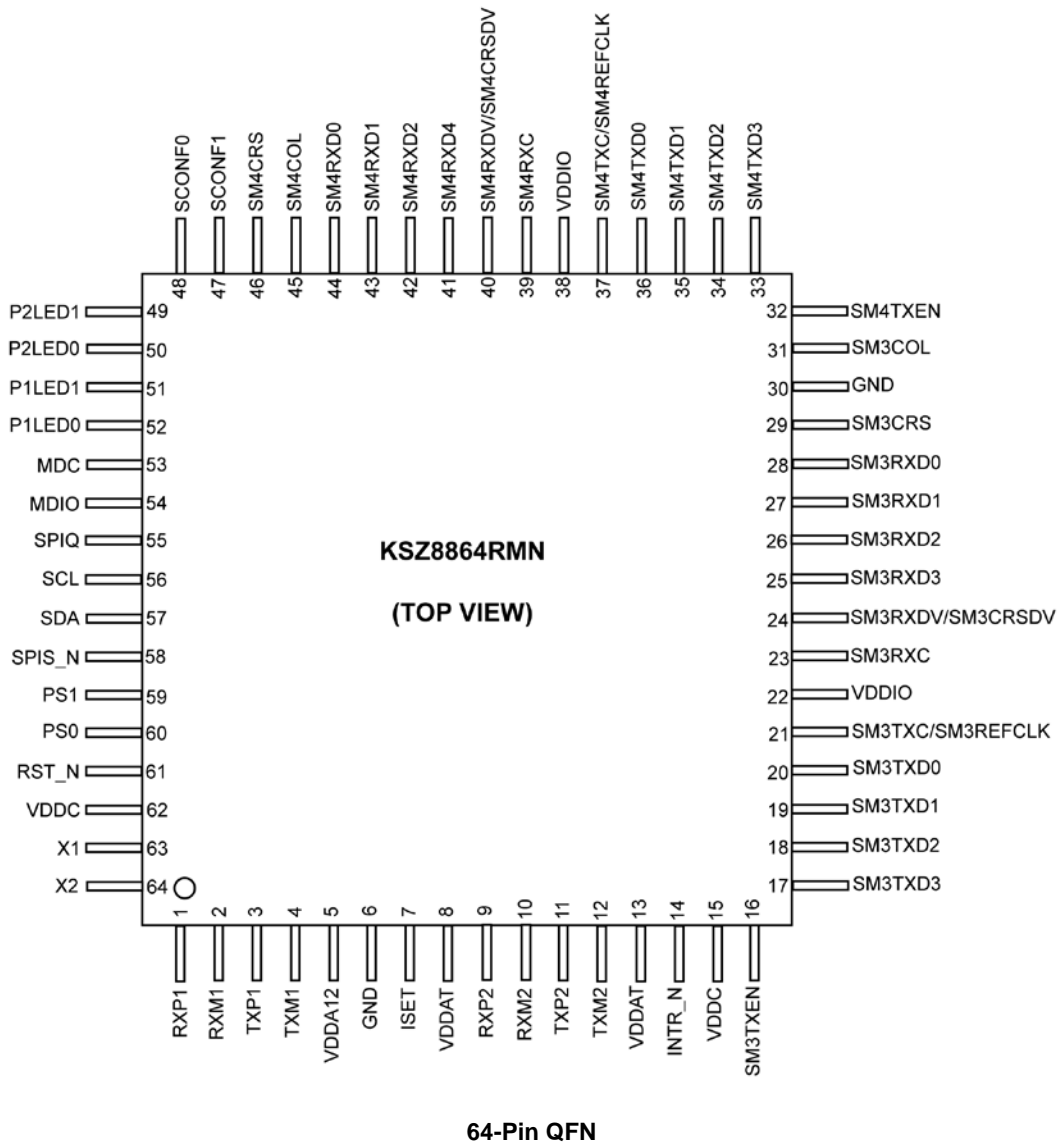 SCONF0
SCONF1
SM4CRS
SM4COL
SM4RXD0
SM4RXD1
SM4RXD2
SM4RXD4
SM4RXDV/SM4CRSDV
SM4RXC
VDDIO
SM4TXC/SM4REFCLK
SM4TXD0
SM4TXD1
SM4TXD2
SM4TXD3
48
47
46
45
44
43
42
41
40
39
38
37
36
35
34
33
P2LED1 49
P2LED0 50
P1LED1 51
P1LED0 52
MDC 53
MDIO 54
SPIQ 55
SCL 56
SDA 57
SPIS_N 58
PS1 59
PS0 60
RST_N 61
VDDC 62
X1 63
X2 64
KSZ8864RMN
(TOP VIEW)
32 SM4TXEN
31 SM3COL
30 GND
29 SM3CRS
28 SM3RXD0
27 SM3RXD1
26 SM3RXD2
25 SM3RXD3
24 SM3RXDV/SM3CRSDV
23 SM3RXC
22 VDDIO
21 SM3TXC/SM3REFCLK
20 SM3TXD0
19 SM3TXD1
18 SM3TXD2
17 SM3TXD3
1
2
3
4
5
6
7
8
9
10
11
12
13
14
15
16
RXP1
RXM1
TXP1
TXM1
VDDA12
GND
ISET
VDDAT
RXP2
RXM2
TXP2
TXM2
VDDAT
INTR_N
VDDC
SM3TXEN
64-Pin QFN